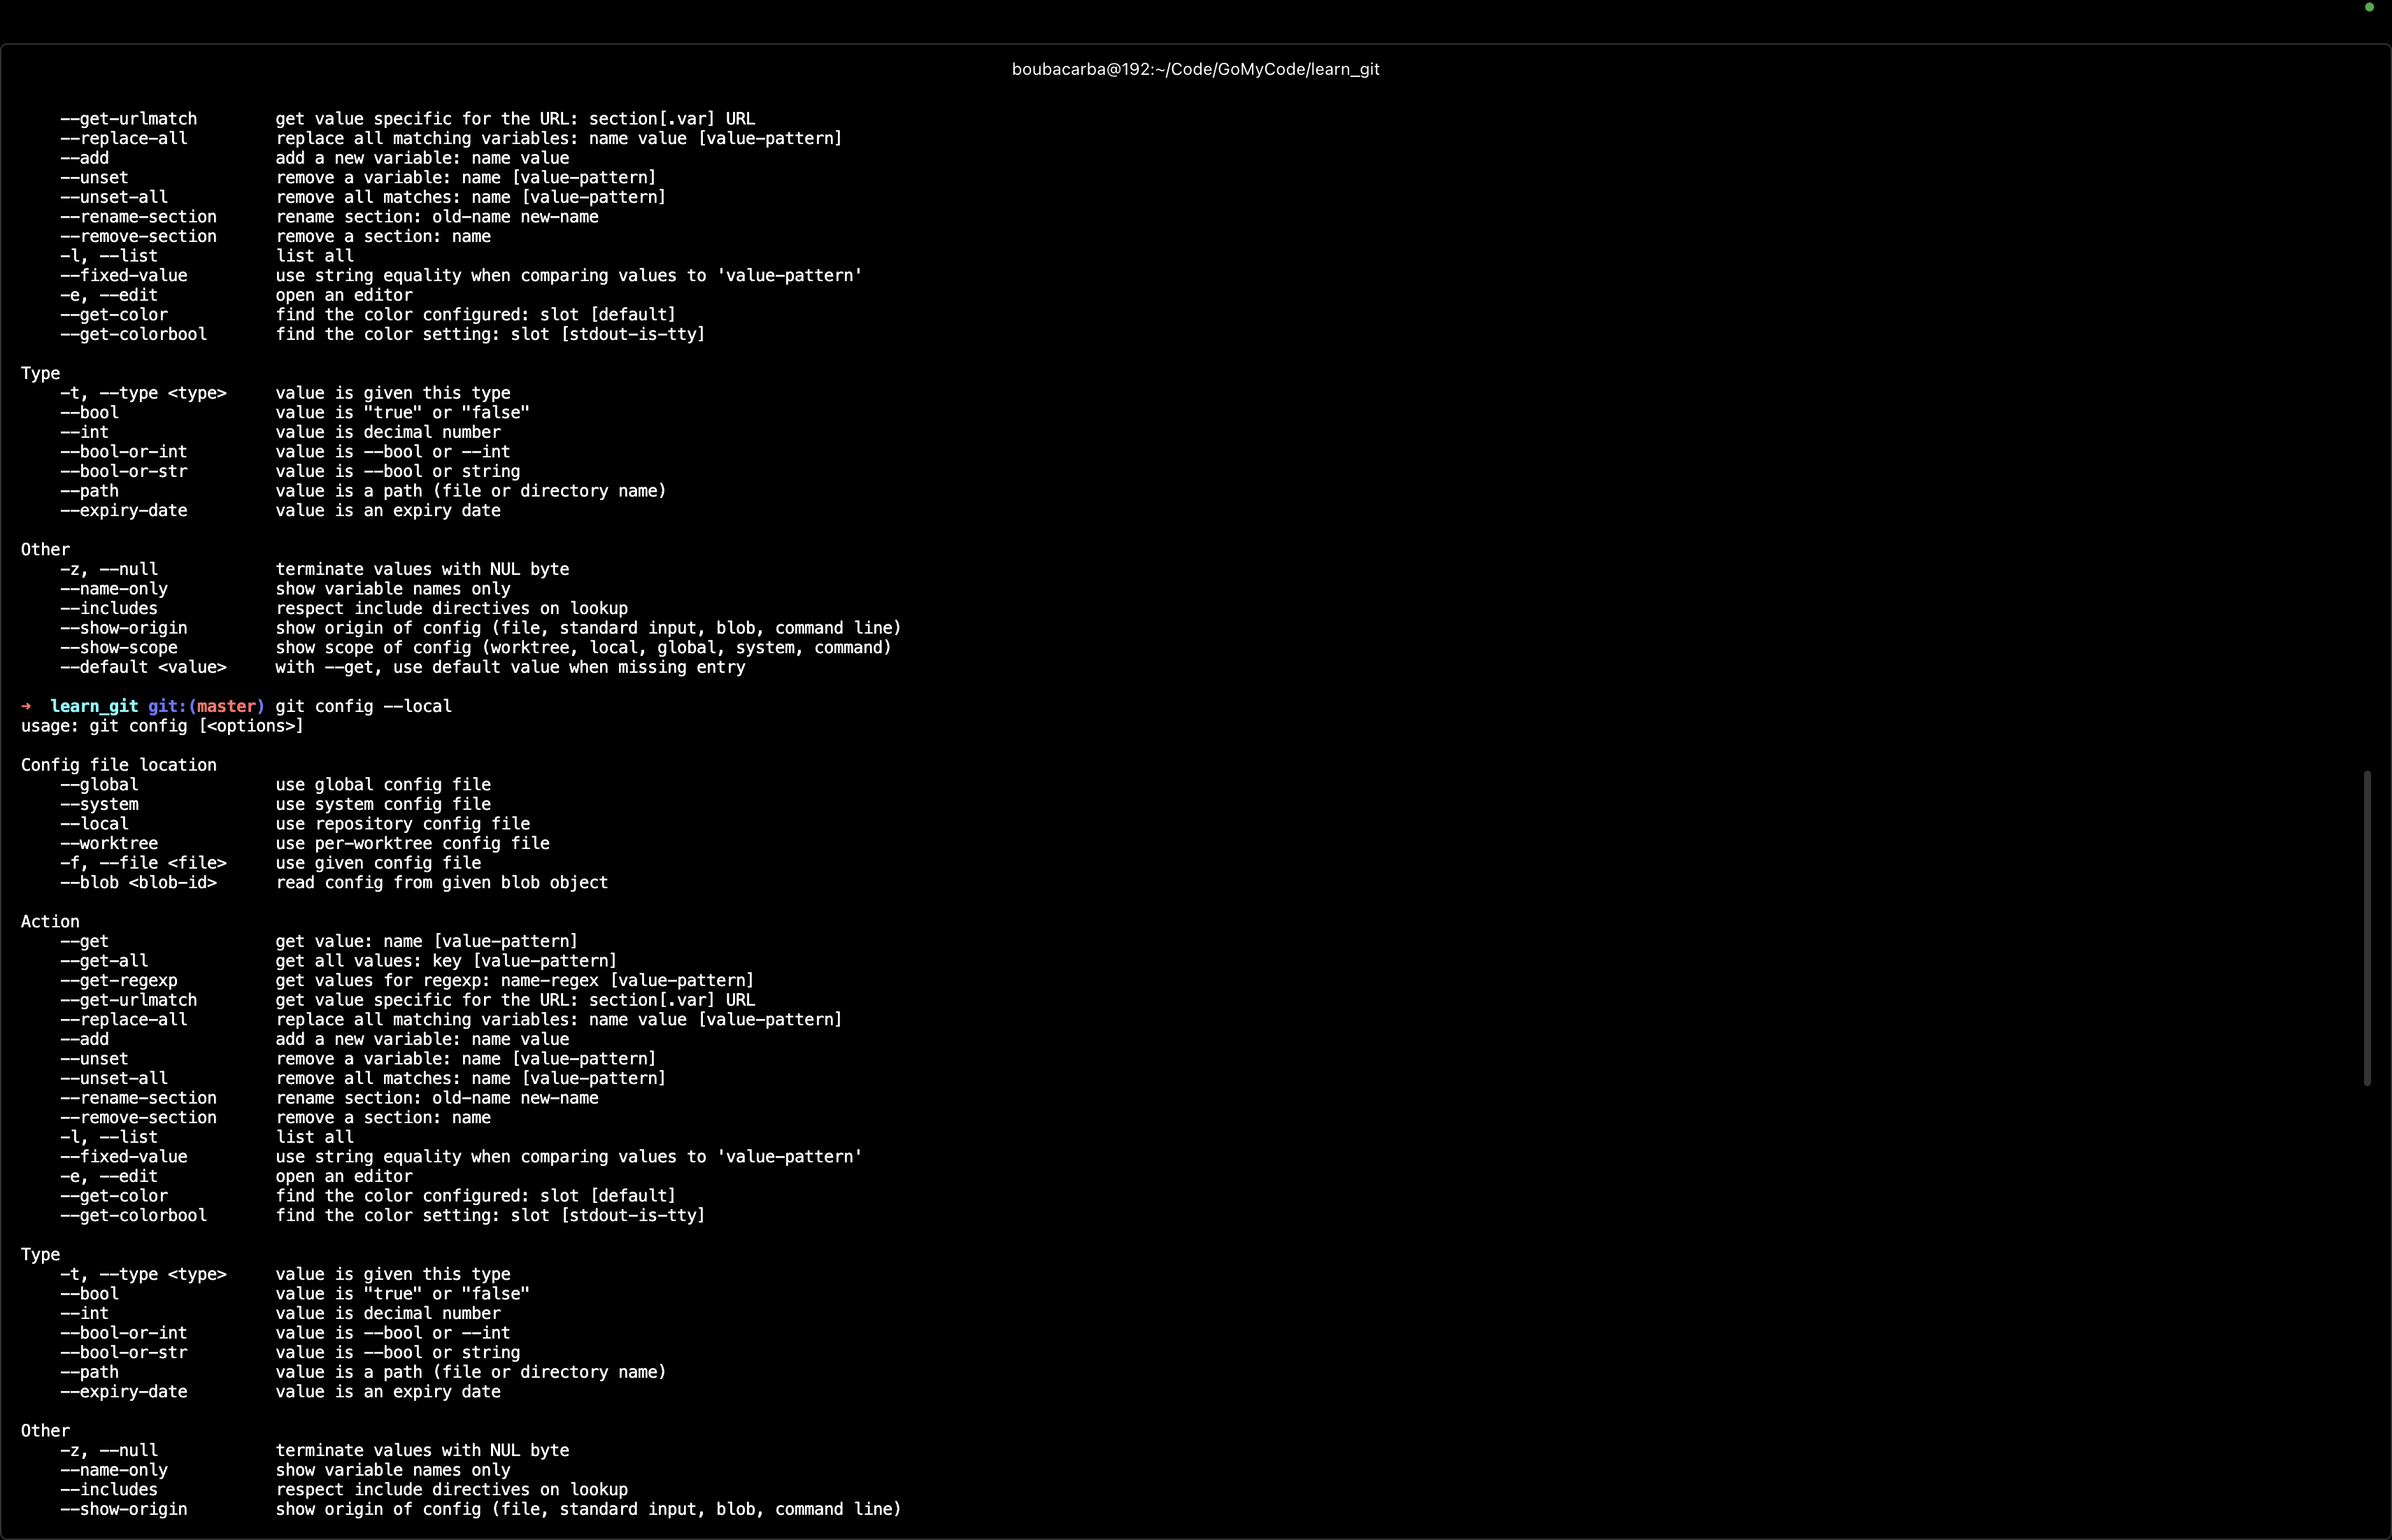 boubacarba@192:~/Code/GoMyCode/learn_git
    --get-urlmatch        get value specific for the URL: section[.var] URL
    --replace-all         replace all matching variables: name value [value-pattern]
    --add                 add a new variable: name value
    --unset               remove a variable: name [value-pattern]
    --unset-all           remove all matches: name [value-pattern]
    --rename-section      rename section: old-name new-name
    --remove-section      remove a section: name
    -l, --list            list all
    --fixed-value         use string equality when comparing values to 'value-pattern'
    -e, --edit            open an editor
    --get-color           find the color configured: slot [default]
    --get-colorbool       find the color setting: slot [stdout-is-tty]

Type
    -t, --type <type>     value is given this type
    --bool                value is "true" or "false"
    --int                 value is decimal number
    --bool-or-int         value is --bool or --int
    --bool-or-str         value is --bool or string
    --path                value is a path (file or directory name)
    --expiry-date         value is an expiry date

Other
    -z, --null            terminate values with NUL byte
    --name-only           show variable names only
    --includes            respect include directives on lookup
    --show-origin         show origin of config (file, standard input, blob, command line)
    --show-scope          show scope of config (worktree, local, global, system, command)
    --default <value>     with --get, use default value when missing entry

➜  learn_git git:(master) git config --local
usage: git config [<options>]

Config file location
    --global              use global config file
    --system              use system config file
    --local               use repository config file
    --worktree            use per-worktree config file
    -f, --file <file>     use given config file
    --blob <blob-id>      read config from given blob object

Action
    --get                 get value: name [value-pattern]
    --get-all             get all values: key [value-pattern]
    --get-regexp          get values for regexp: name-regex [value-pattern]
    --get-urlmatch        get value specific for the URL: section[.var] URL
    --replace-all         replace all matching variables: name value [value-pattern]
    --add                 add a new variable: name value
    --unset               remove a variable: name [value-pattern]
    --unset-all           remove all matches: name [value-pattern]
    --rename-section      rename section: old-name new-name
    --remove-section      remove a section: name
    -l, --list            list all
    --fixed-value         use string equality when comparing values to 'value-pattern'
    -e, --edit            open an editor
    --get-color           find the color configured: slot [default]
    --get-colorbool       find the color setting: slot [stdout-is-tty]

Type
    -t, --type <type>     value is given this type
    --bool                value is "true" or "false"
    --int                 value is decimal number
    --bool-or-int         value is --bool or --int
    --bool-or-str         value is --bool or string
    --path                value is a path (file or directory name)
    --expiry-date         value is an expiry date

Other
    -z, --null            terminate values with NUL byte
    --name-only           show variable names only
    --includes            respect include directives on lookup
    --show-origin         show origin of config (file, standard input, blob, command line)